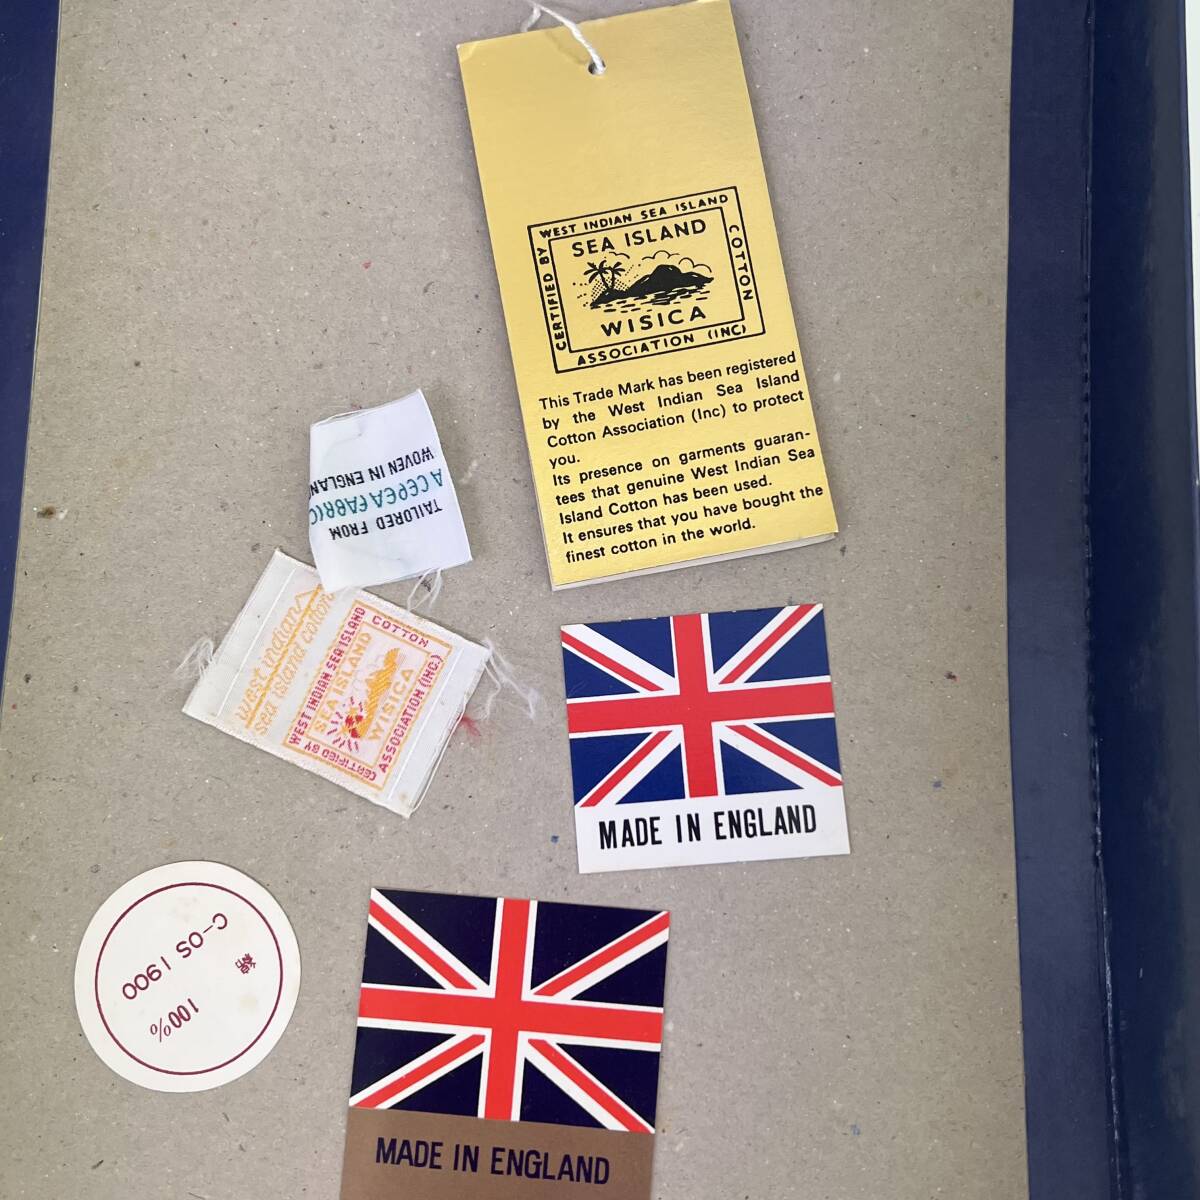 CERTIFIED BY
WEST INDIAN SEA ISLAND
COTTON
ASSOCIATION (INC)
SEA ISLAND
WISICA
This Trade Mark has been registered
by the West Indian Sea Island
Cotton Association (Inc) to protect
you.
Its presence on garments guaran-
tees that genuine West Indian Sea
Island Cotton has been used.
It ensures that you have bought the
finest cotton in the world.
TAILORED FROM
A CEPEA FABRIC
WOVEN IN ENGLAND
west indian
sea island cotton
CERTIFIED BY
WEST INDIAN SEA ISLAND
COTTON
ASSOCIATION (INC.)
SEA ISLAND
WISICA
MADE IN ENGLAND
C-OS 1900
綿
100%
MADE IN ENGLAND